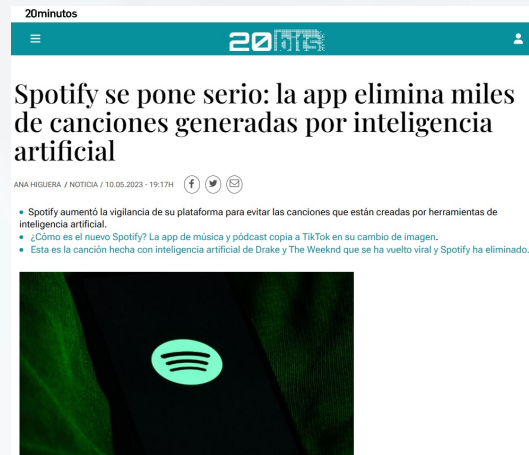 20minutos
20bits
Spotify se pone serio: la app elimina miles
de canciones generadas por inteligencia
artificial
ANA HIGUERA / NOTICIA / 10.05.2023 - 19:17H
Spotify aumentó la vigilancia de su plataforma para evitar las canciones que están creadas por herramientas de
inteligencia artificial.
¿Cómo es el nuevo Spotify? La app de música y pódcast copia a TikTok en su cambio de imagen.
Esta es la canción hecha con inteligencia artificial de Drake y The Weeknd que se ha vuelto viral y Spotify ha eliminado.